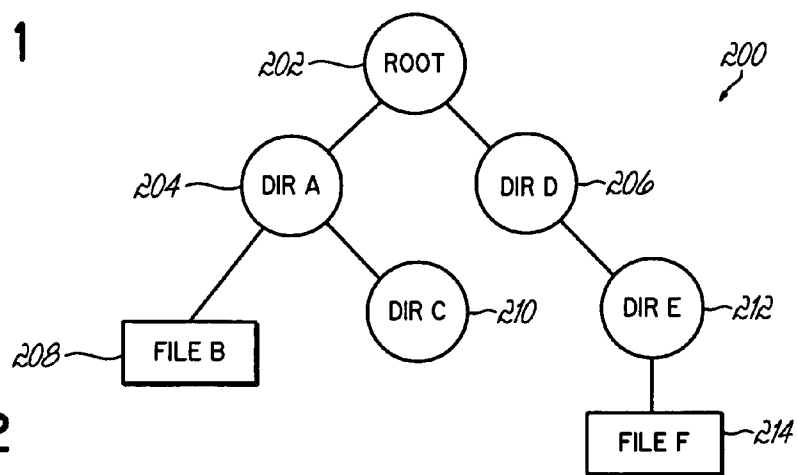 1
202
ROOT
200
204
DIR A
DIR D
206
DIR C
210
DIR E
212
208
FILE B
2
FILE F
214